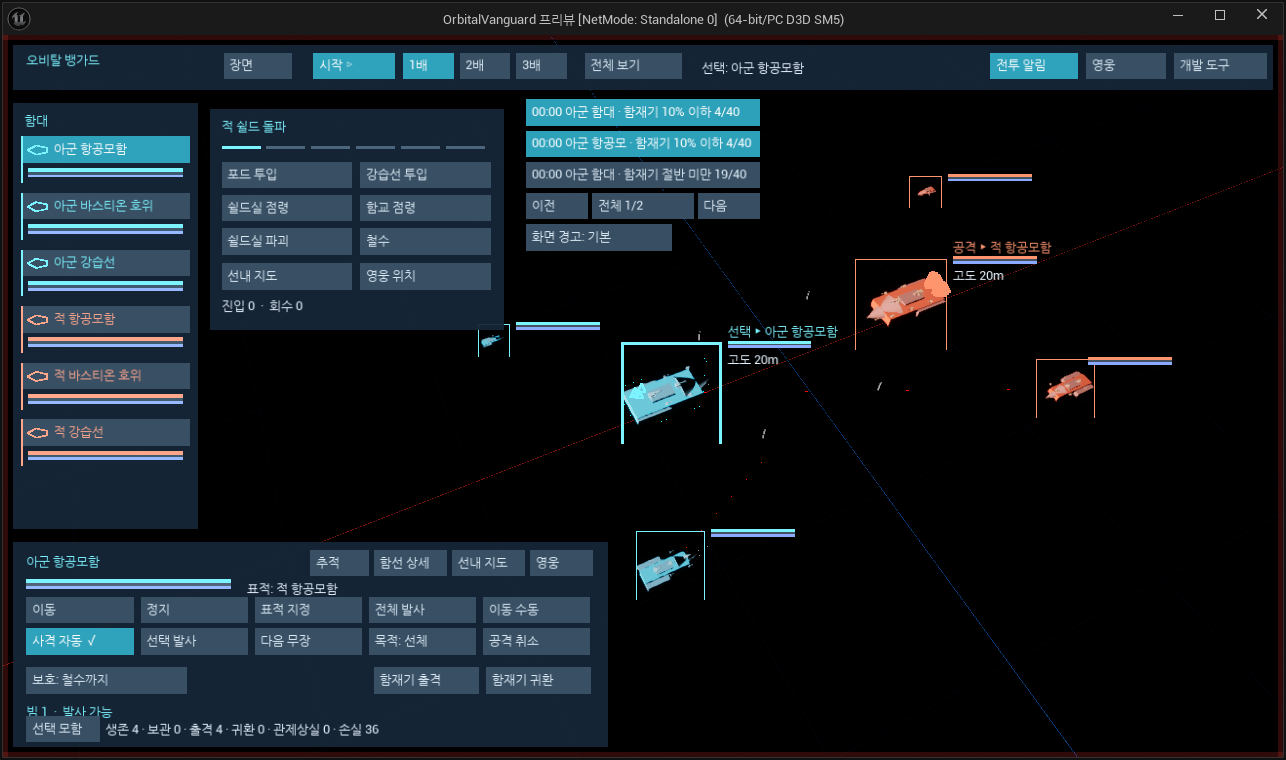 OrbitalVanguard 프리뷰 [NetMode: Standalone 0] (64-bit/PC D3D SM5)
오비탈 뱅가드
장면
시작 ▷
1배
2배
3배
전체 보기
선택: 아군 항공모함
전투 알림
영웅
개발 도구
함대
아군 항공모함
아군 바스티온 호위
아군 강습선
적 항공모함
적 바스티온 호위
적 강습선
적 쉴드 돌파
포드 투입
강습선 투입
쉴드실 점령
함교 점령
쉴드실 파괴
철수
선내 지도
영웅 위치
진입 0 · 회수 0
00:00 아군 함대 · 함재기 10% 이하 4/40
00:00 아군 항공모 · 함재기 10% 이하 4/40
00:00 아군 함대 · 함재기 절반 미만 19/40
이전
전체 1/2
다음
화면 경고: 기본
공격 ▸ 적 항공모함
고도 20m
선택 ▸ 아군 항공모함
고도 20m
아군 항공모함
추적
함선 상세
선내 지도
영웅
표적: 적 항공모함
이동
정지
표적 지정
전체 발사
이동 수동
사격 자동 √
선택 발사
다음 무장
목적: 선체
공격 취소
보호: 철수까지
함재기 출격
함재기 귀환
빔 1 · 발사 가능
선택 모함
생존 4 · 보관 0 · 출격 4 · 귀환 0 · 관제상실 0 · 손실 36